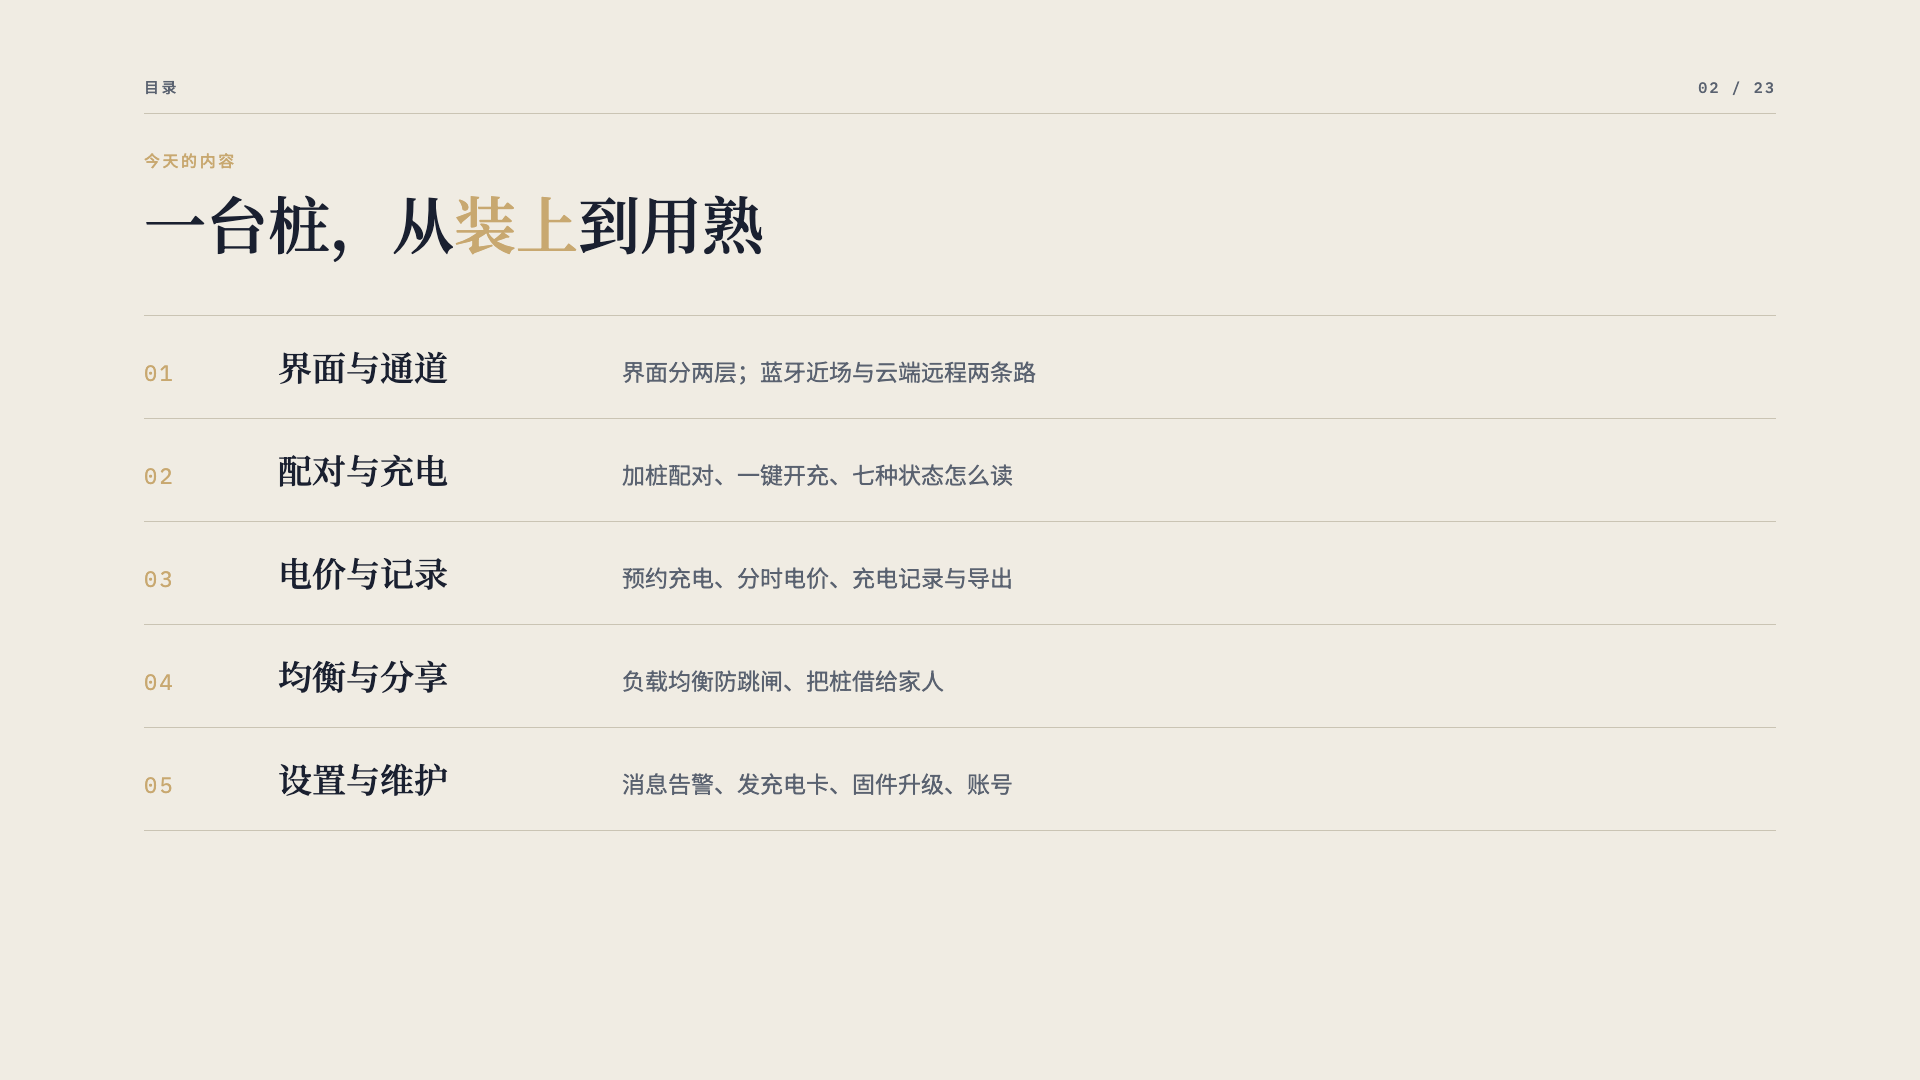 目录
02 / 23
今天的内容
一台桩，从装上到用熟
01 界面与通道 界面分两层；蓝牙近场与云端远程两条路
02 配对与充电 加桩配对、一键开充、七种状态怎么读
03 电价与记录 预约充电、分时电价、充电记录与导出
04 均衡与分享 负载均衡防跳闸、把桩借给家人
05 设置与维护 消息告警、发充电卡、固件升级、账号